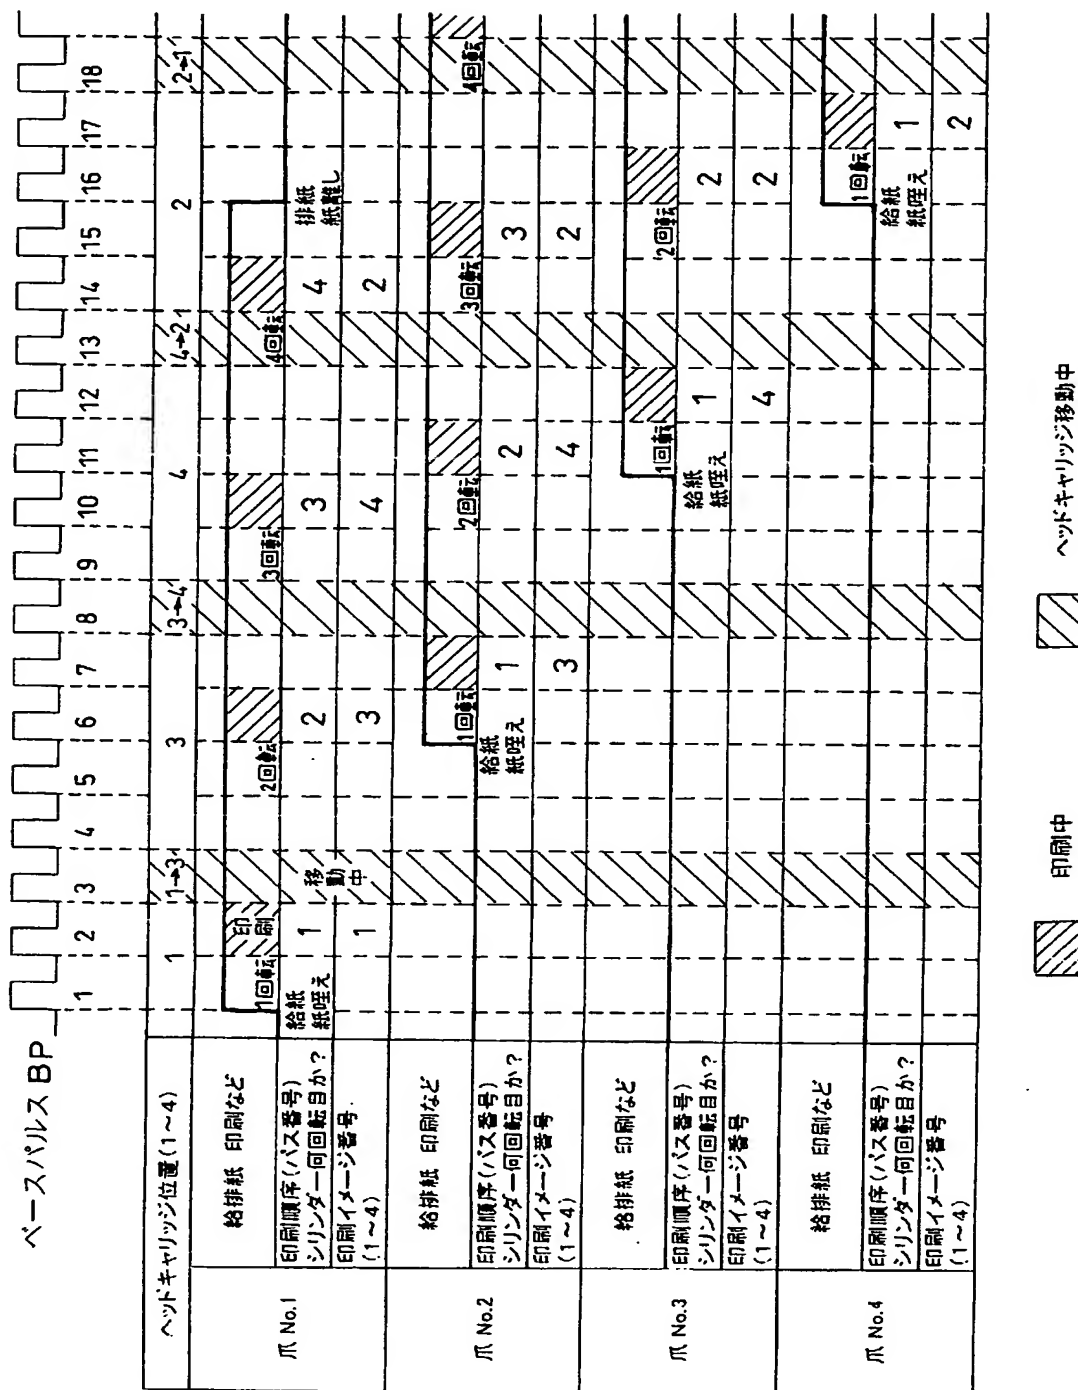 ベースパルスBP
1 2 3 4 5 6 7 8 9 10 11 12 13 14 15 16 17 18
ヘッドキャリッジ位置(1~4)
1 1→3 3 3→4 4 4→2 2 2→1
爪 No.1
給排紙 印刷など
1回転 印刷 2回転 3回転 4回転
印刷順序(パス番号)
シリンダー何回転目か?
給紙
紙咥え
1 移動中 2 3 4
排紙
紙離し
印刷イメージ番号
(1~4)
1 3 4 2
爪 No.2
給排紙 印刷など
1回転 2回転 3回転 4回転
印刷順序(パス番号)
シリンダー何回転目か?
給紙
紙咥え
1 2 3
印刷イメージ番号
(1~4)
3 4 2
爪 No.3
給排紙 印刷など
1回転 2回転
印刷順序(パス番号)
シリンダー何回転目か?
給紙
紙咥え
1 2
印刷イメージ番号
(1~4)
4 2
爪 No.4
給排紙 印刷など
1回転
印刷順序(パス番号)
シリンダー何回転目か?
給紙
紙咥え
1
印刷イメージ番号
(1~4)
2
印刷中
ヘッドキャリッジ移動中